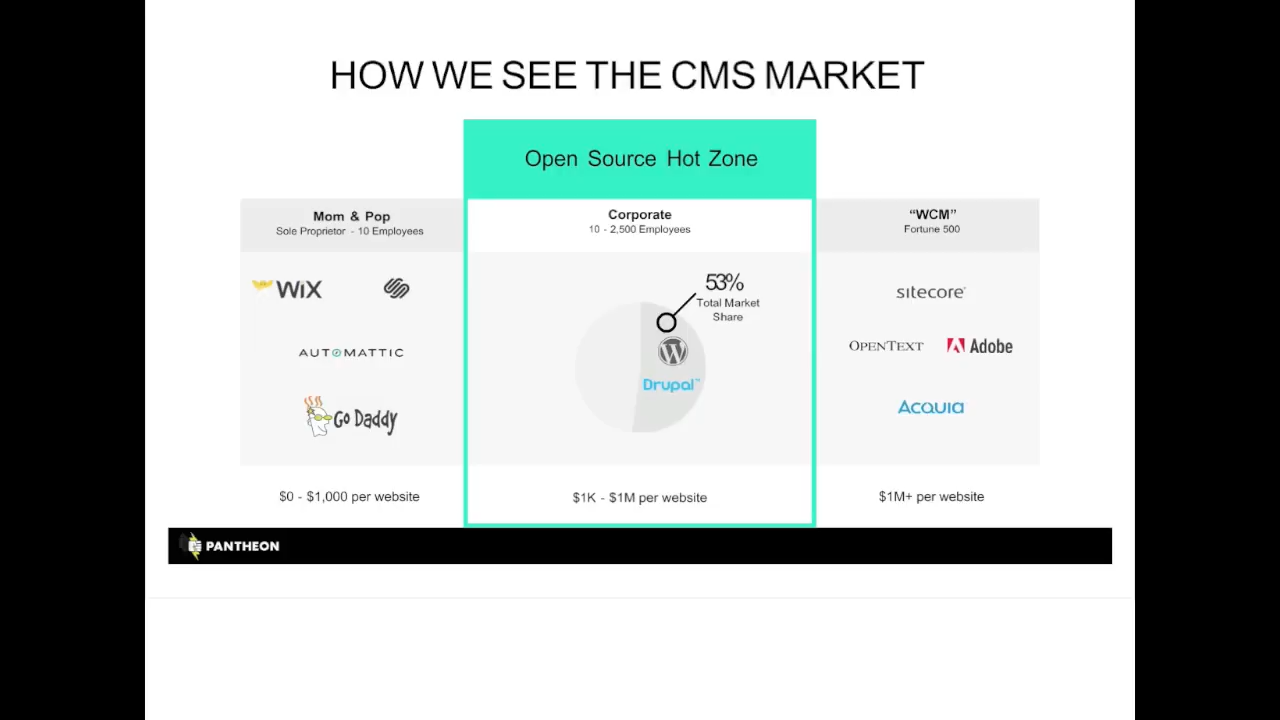 HOW WE SEE THE CMS MARKET
Open Source Hot Zone
Mom & Pop
Sole Proprietor - 10 Employees
WiX
AUTOMATTIC
GO DADDY
$0 - $1,000 per website
Corporate
10 - 2,500 Employees
53%
Total Market
Share
Drupal™
$1K - $1M per website
“WCM”
Fortune 500
sitecore®
OPENTEXT
Adobe
ACQUIA
$1M+ per website
PANTHEON